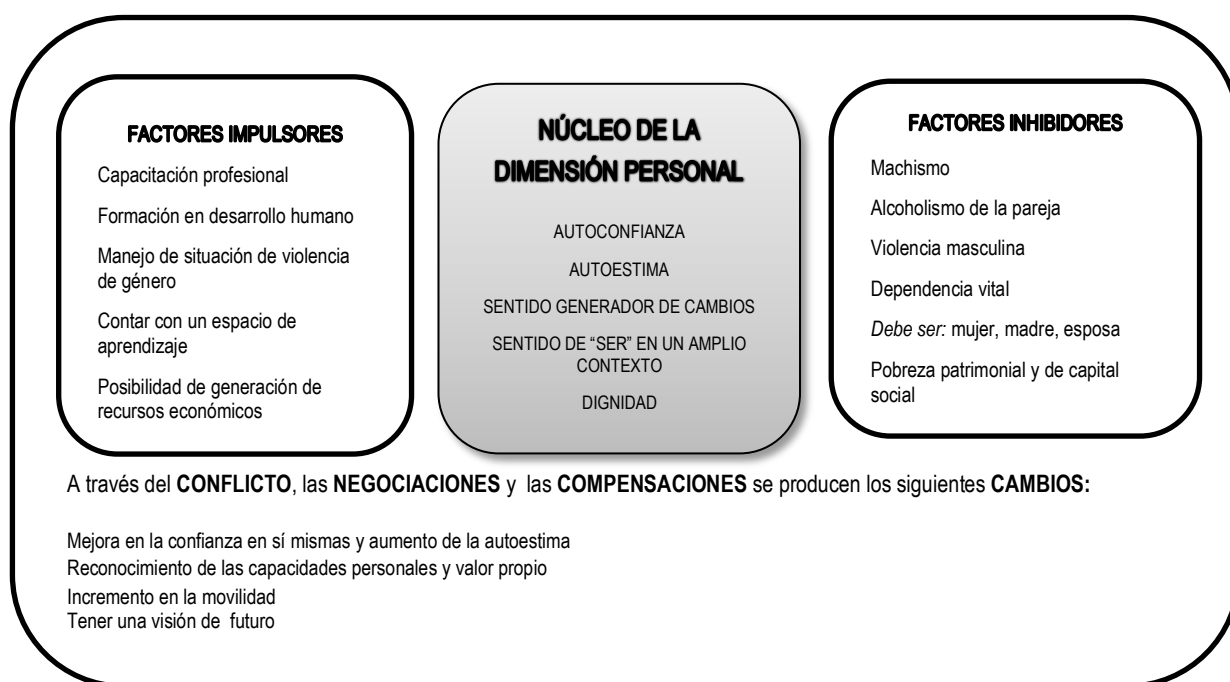 FACTORES IMPULSORES
Capacitación profesional
Formación en desarrollo humano
Manejo de situación de violencia
de género
Contar con un espacio de
aprendizaje
Posibilidad de generación de
recursos económicos
NÚCLEO DE LA
DIMENSIÓN PERSONAL
AUTOCONFIANZA
AUTOESTIMA
SENTIDO GENERADOR DE CAMBIOS
SENTIDO DE “SER” EN UN AMPLIO
CONTEXTO
DIGNIDAD
FACTORES INHIBIDORES
Machismo
Alcoholismo de la pareja
Violencia masculina
Dependencia vital
Debe ser: mujer, madre, esposa
Pobreza patrimonial y de capital
social
A través del CONFLICTO, las NEGOCIACIONES y las COMPENSACIONES se producen los siguientes CAMBIOS:
Mejora en la confianza en sí mismas y aumento de la autoestima
Reconocimiento de las capacidades personales y valor propio
Incremento en la movilidad
Tener una visión de futuro